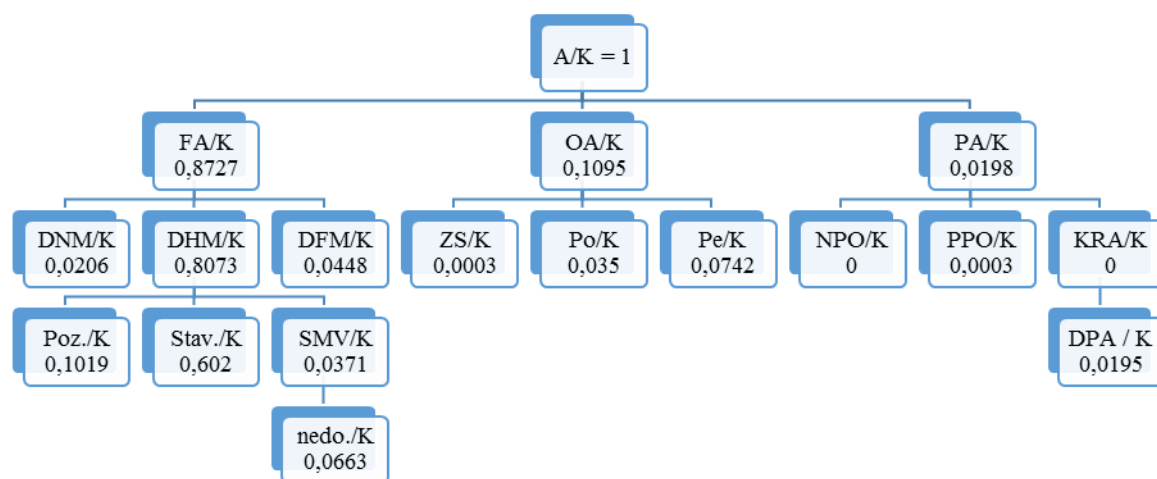 A/K = 1
FA/K
0,8727
OA/K
0,1095
PA/K
0,0198
DNM/K
0,0206
DHM/K
0,8073
DFM/K
0,0448
ZS/K
0,0003
Po/K
0,035
Pe/K
0,0742
NPO/K
0
PPO/K
0,0003
KRA/K
0
Poz./K
0,1019
Stav./K
0,602
SMV/K
0,0371
DPA / K
0,0195
nedo./K
0,0663